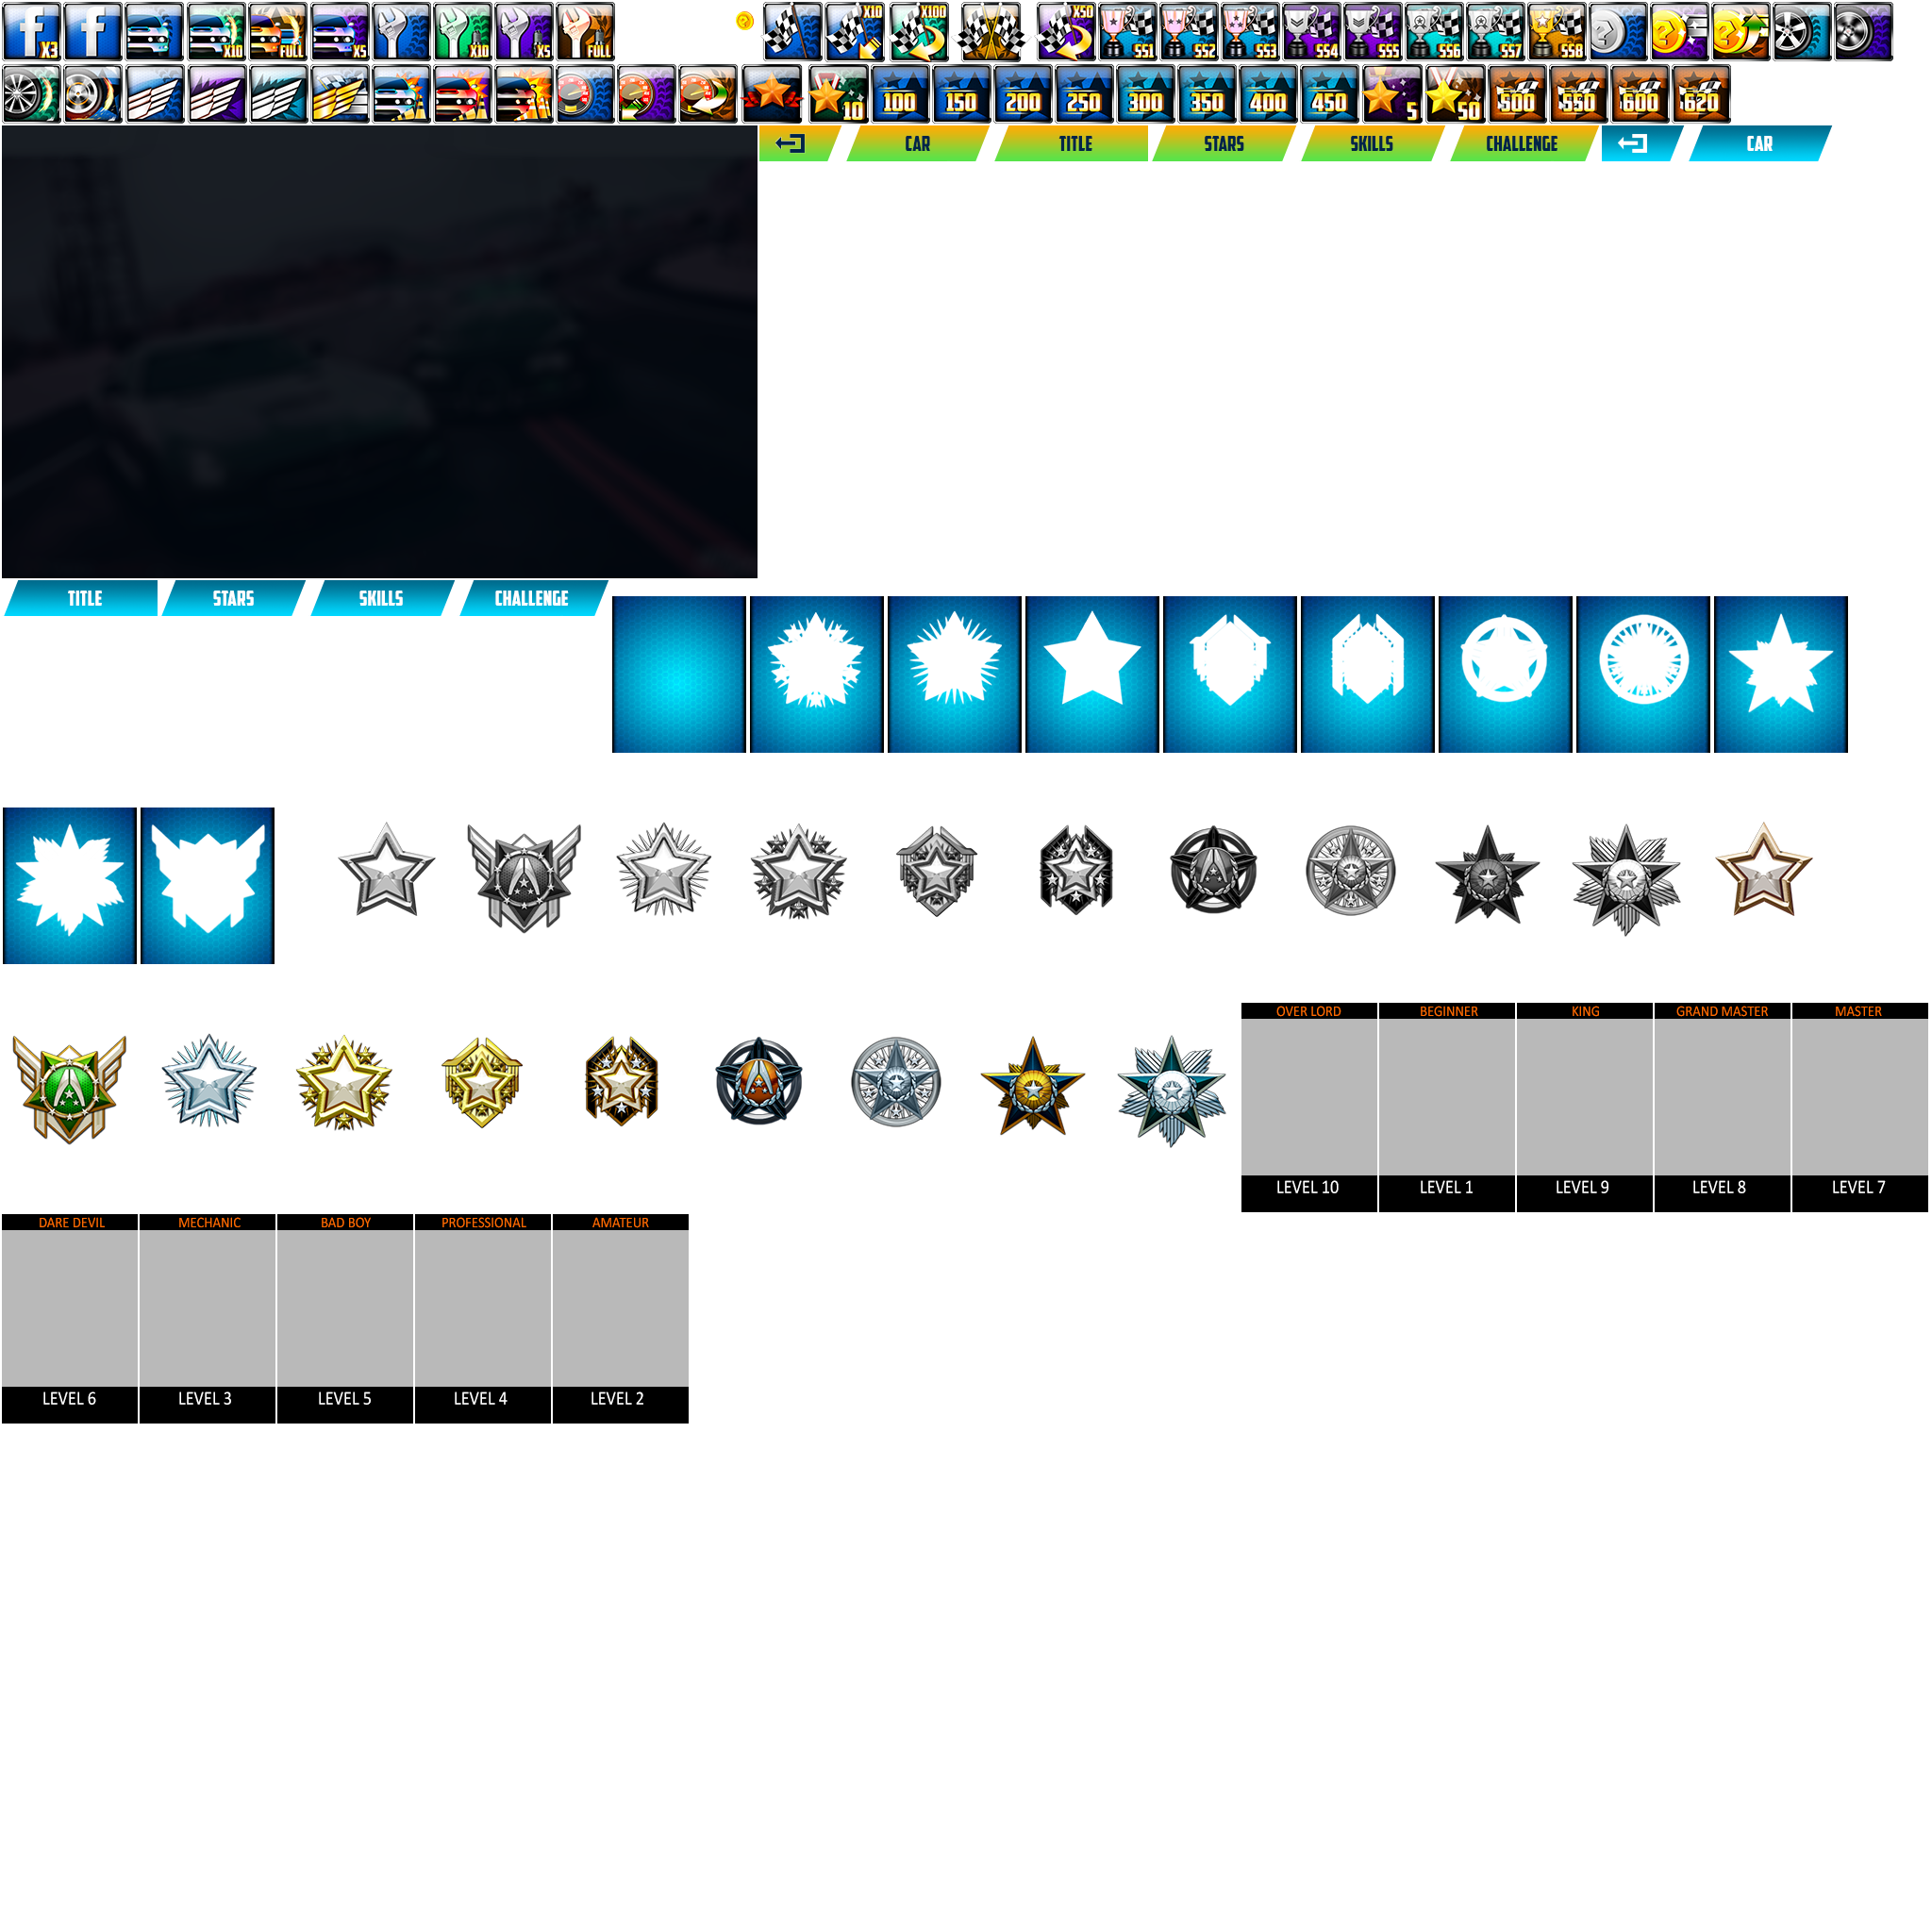 f X3 f X10 FULL X5 X10 X5 FULL ? X10 X100 X50 SS1 SS2 SS3 SS4 SS5 SS6 SS7 SS8 ? ? ?
10 100 150 200 250 300 350 400 450 5 50 500 550 600 620
CAR TITLE STARS SKILLS CHALLENGE CAR
TITLE STARS SKILLS CHALLENGE
OVER LORD BEGINNER KING GRAND MASTER MASTER
LEVEL 10 LEVEL 1 LEVEL 9 LEVEL 8 LEVEL 7
DARE DEVIL MECHANIC BAD BOY PROFESSIONAL AMATEUR
LEVEL 6 LEVEL 3 LEVEL 5 LEVEL 4 LEVEL 2